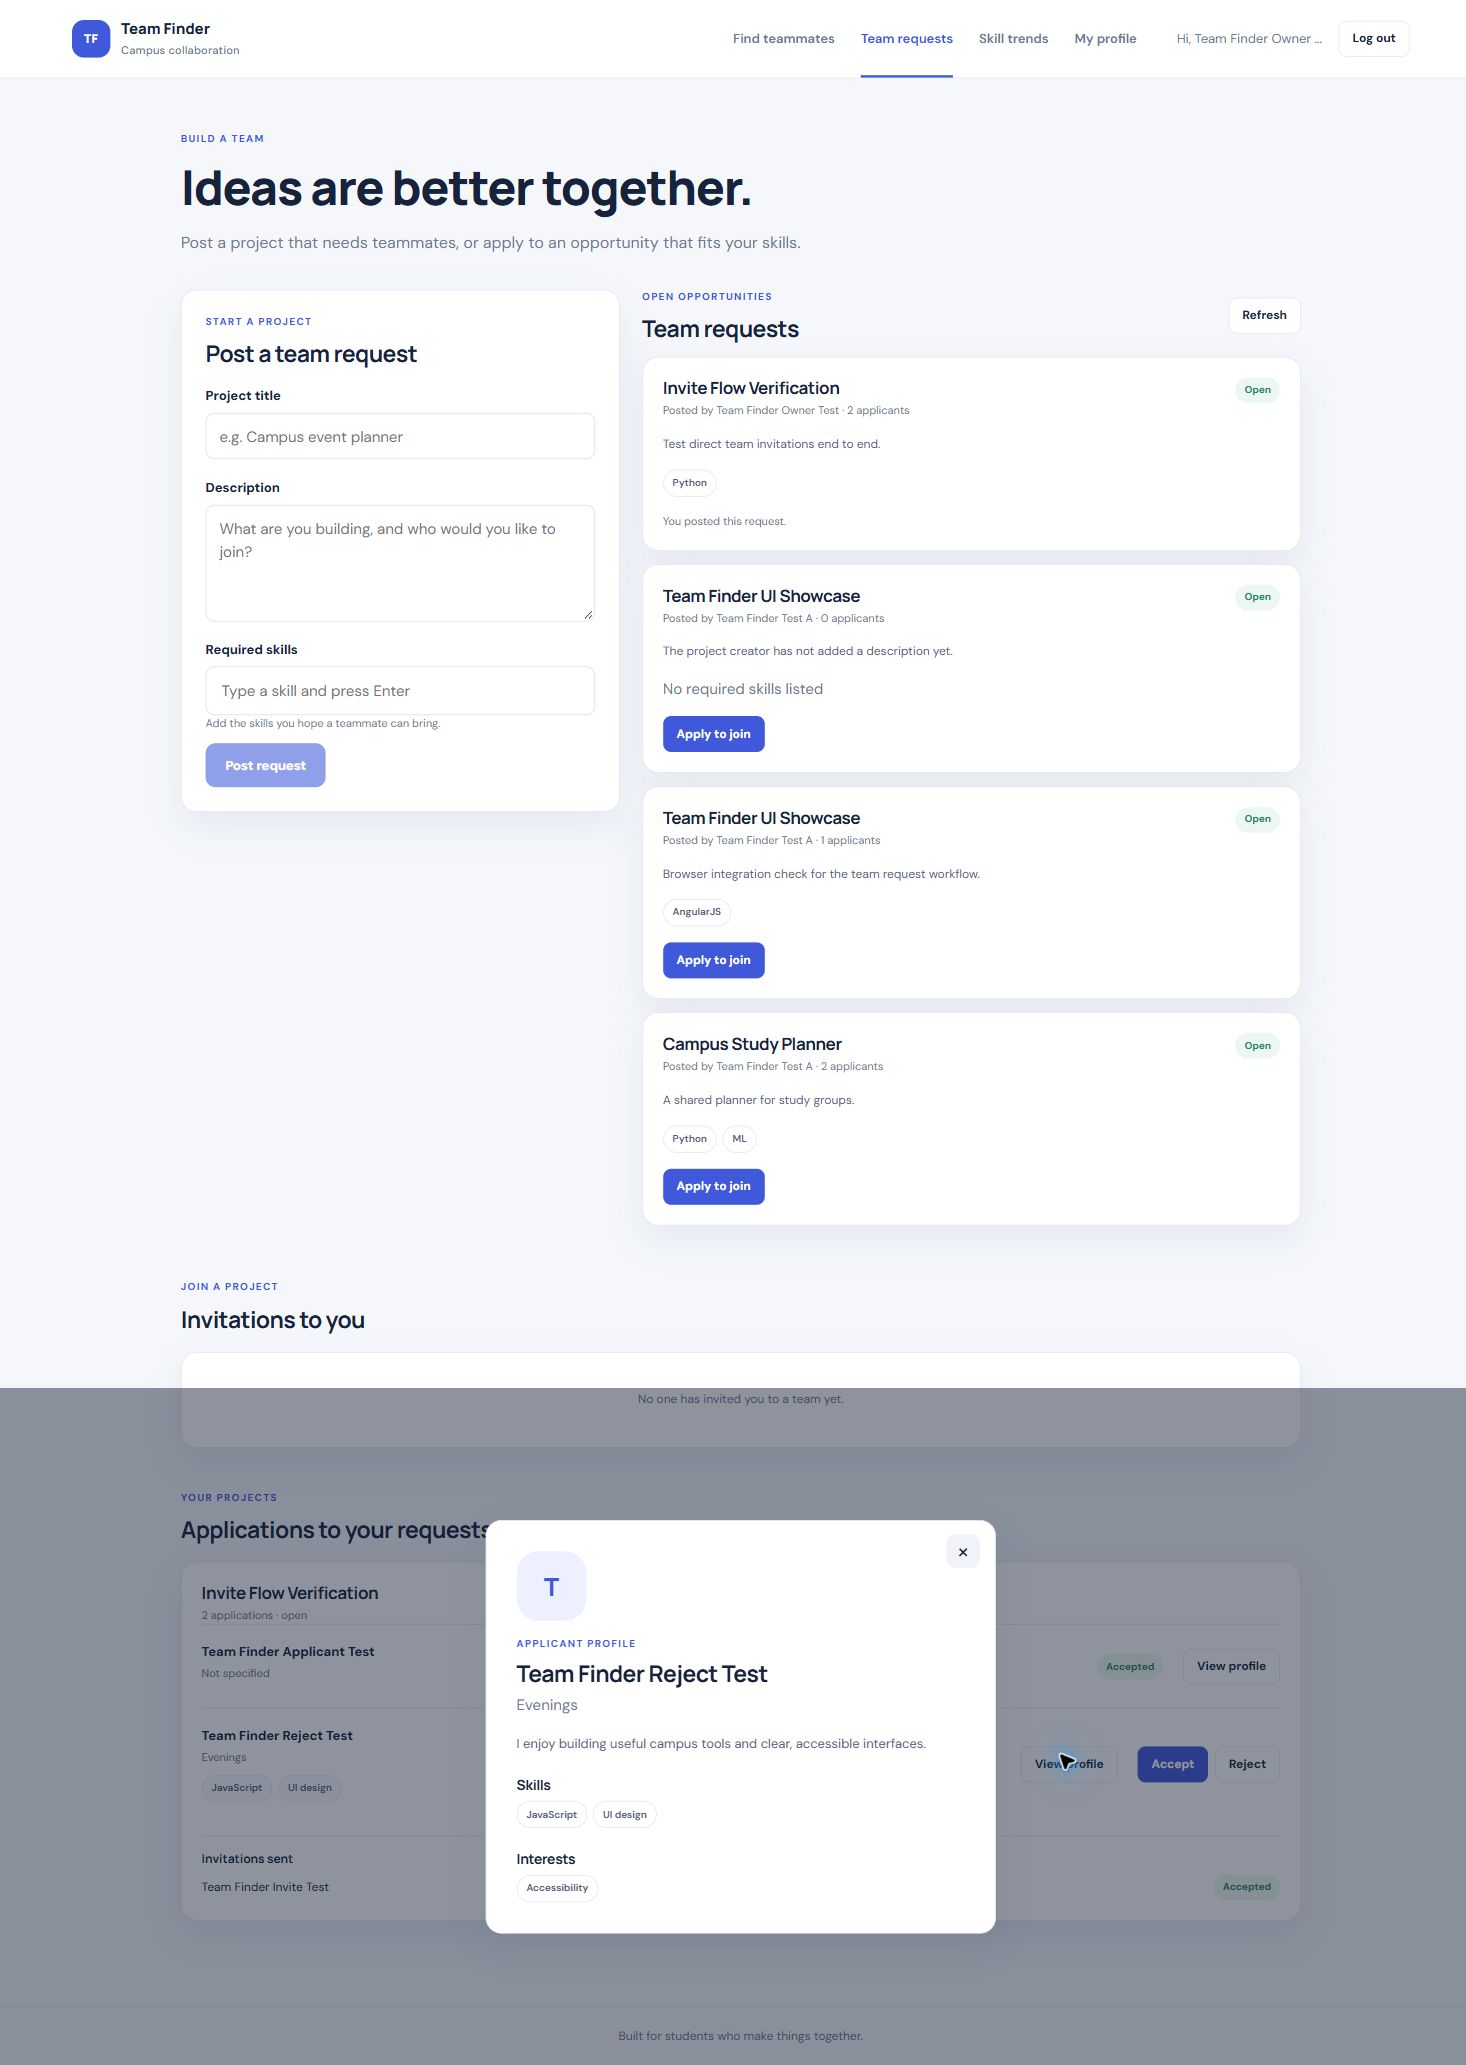 TF
Team Finder
Campus collaboration
Find teammates
Team requests
Skill trends
My profile
Hi, Team Finder Owner ...
Log out
BUILD A TEAM
Ideas are better together.
Post a project that needs teammates, or apply to an opportunity that fits your skills.
START A PROJECT
Post a team request
Project title
e.g. Campus event planner
Description
What are you building, and who would you like to
join?
Required skills
Type a skill and press Enter
Add the skills you hope a teammate can bring.
Post request
OPEN OPPORTUNITIES
Team requests
Refresh
Invite Flow Verification
Open
Posted by Team Finder Owner Test · 2 applicants
Test direct team invitations end to end.
Python
You posted this request.
Team Finder UI Showcase
Open
Posted by Team Finder Test A · 0 applicants
The project creator has not added a description yet.
No required skills listed
Apply to join
Team Finder UI Showcase
Open
Posted by Team Finder Test A · 1 applicants
Browser integration check for the team request workflow.
AngularJS
Apply to join
Campus Study Planner
Open
Posted by Team Finder Test A · 2 applicants
A shared planner for study groups.
Python
ML
Apply to join
JOIN A PROJECT
Invitations to you
No one has invited you to a team yet.
YOUR PROJECTS
Applications to your requests
Invite Flow Verification
2 applications · open
Team Finder Applicant Test
Not specified
Accepted
View profile
Team Finder Reject Test
Evenings
JavaScript
UI design
View profile
Accept
Reject
Invitations sent
Team Finder Invite Test
Accepted
×
T
APPLICANT PROFILE
Team Finder Reject Test
Evenings
I enjoy building useful campus tools and clear, accessible interfaces.
Skills
JavaScript
UI design
Interests
Accessibility
Built for students who make things together.